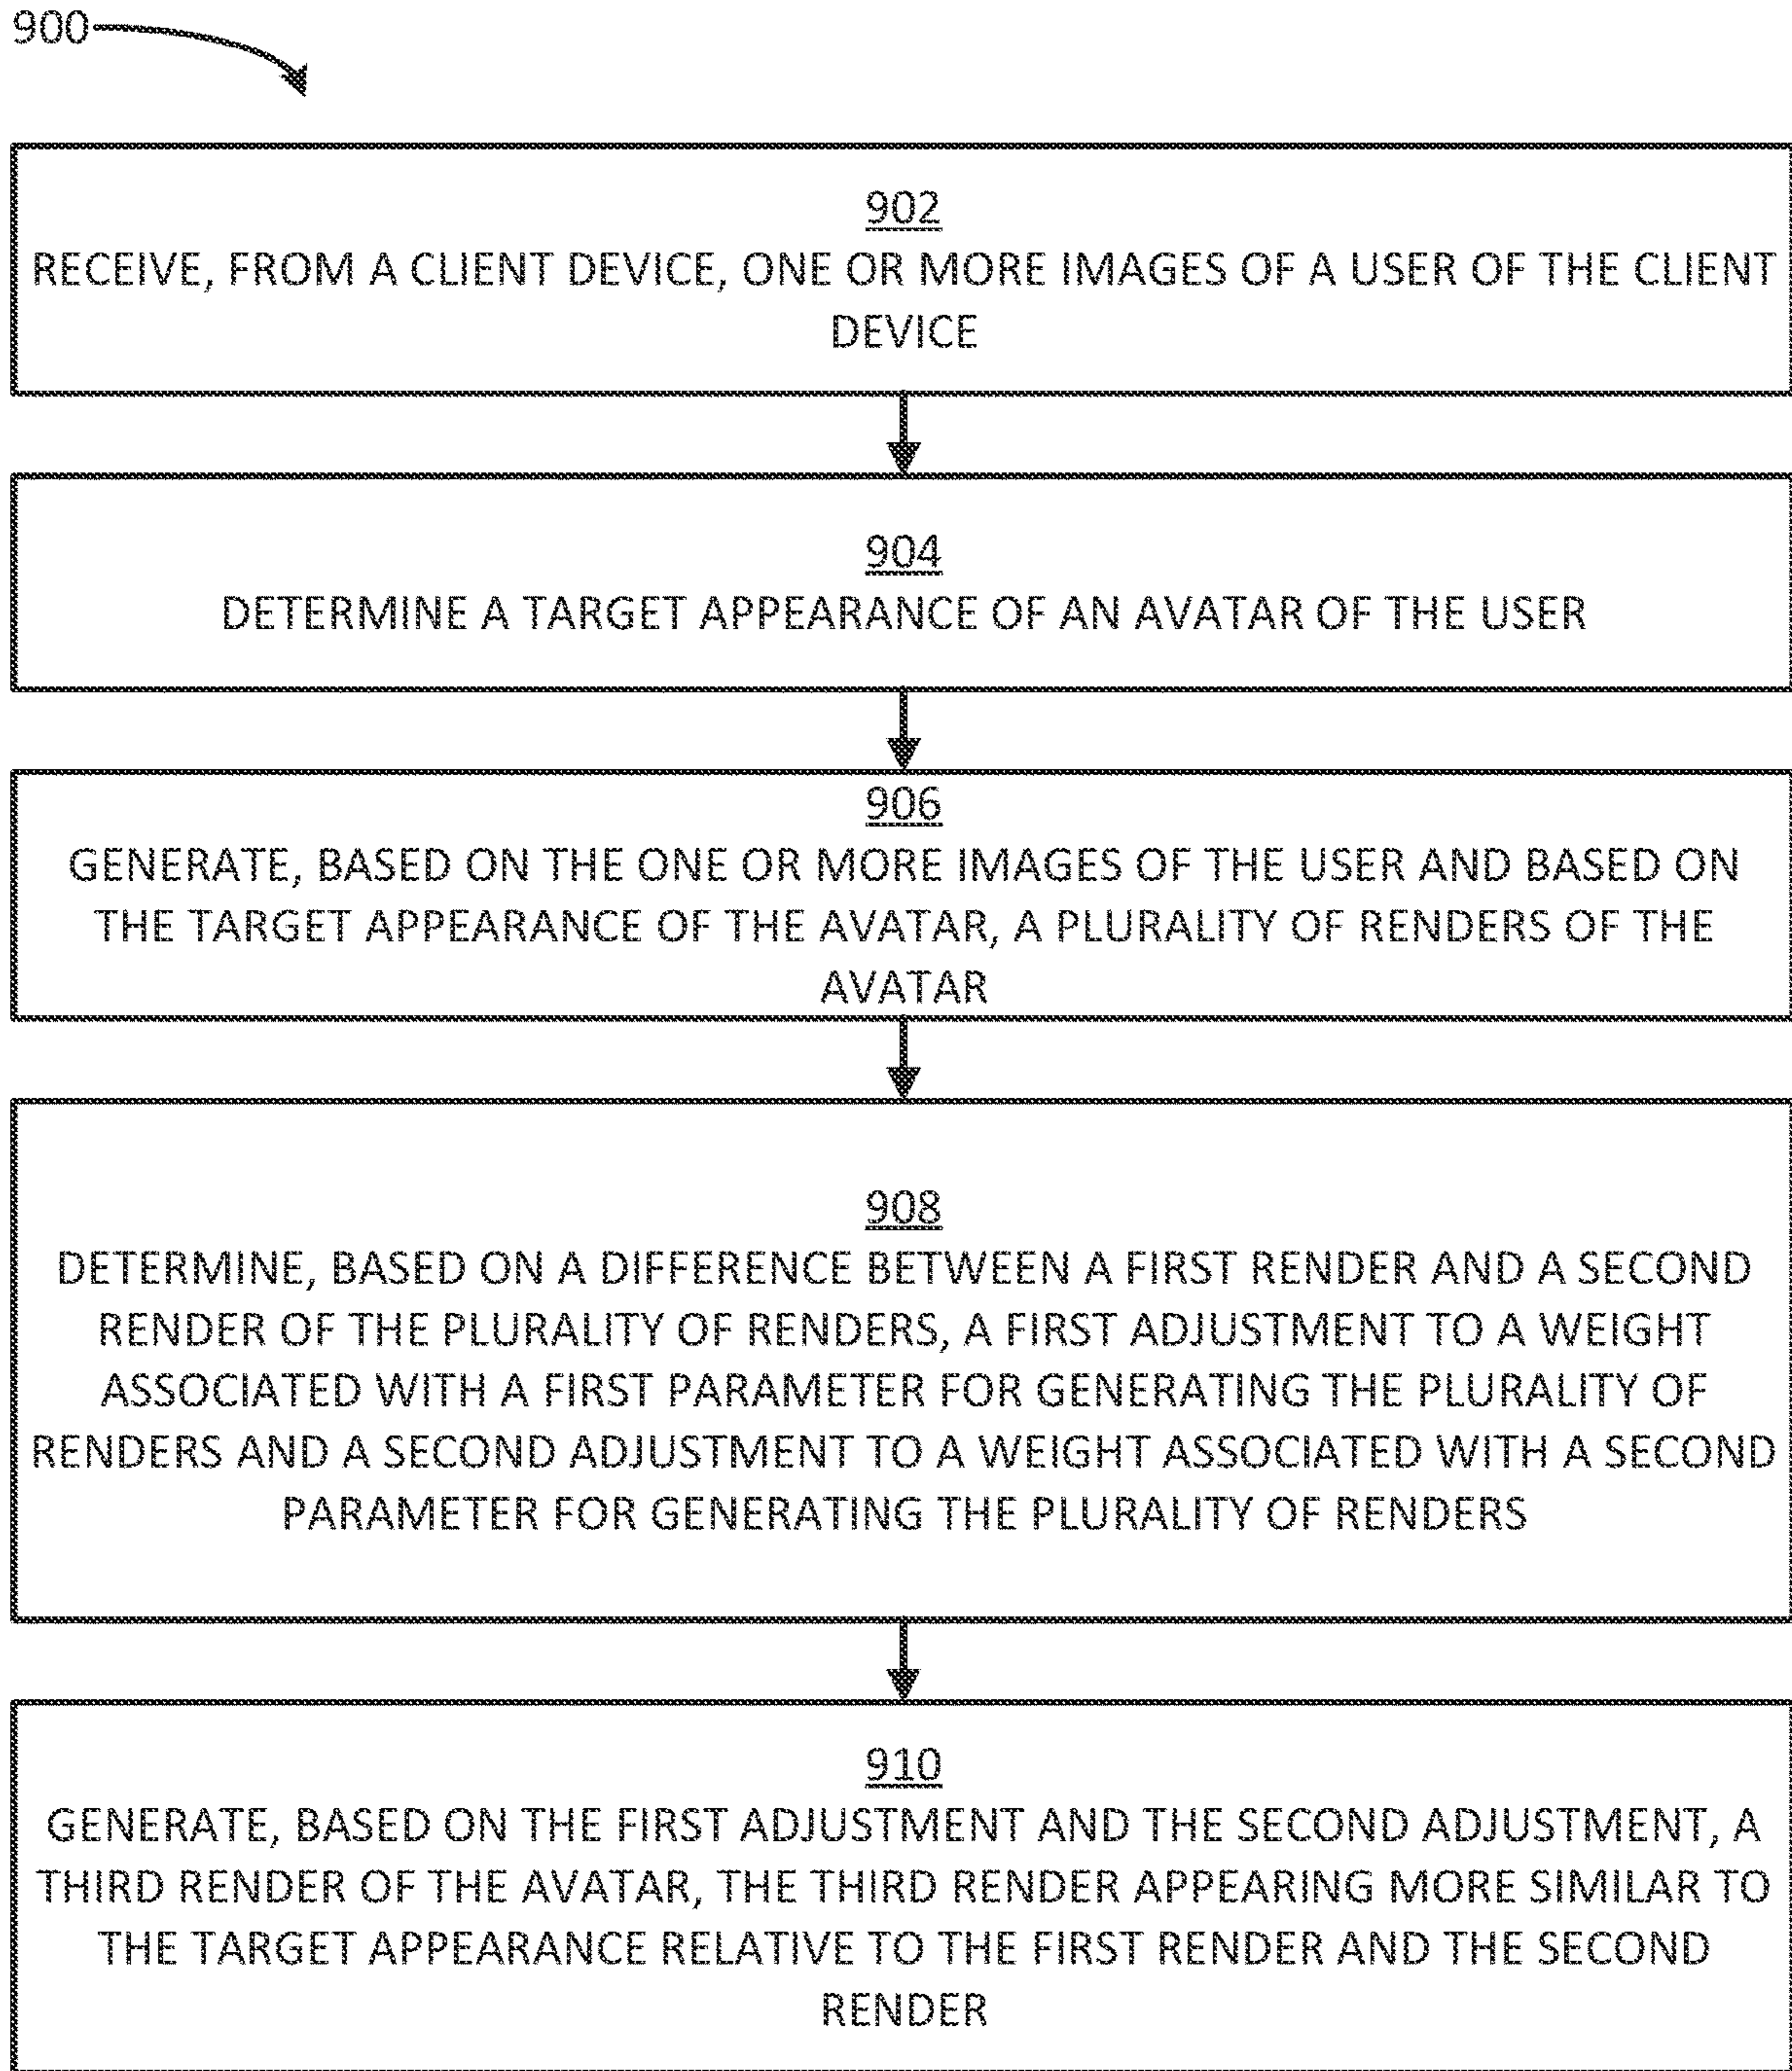 900
902
RECEIVE, FROM A CLIENT DEVICE, ONE OR MORE IMAGES OF A USER OF THE CLIENT
DEVICE
904
DETERMINE A TARGET APPEARANCE OF AN AVATAR OF THE USER
906
GENERATE, BASED ON THE ONE OR MORE IMAGES OF THE USER AND BASED ON
THE TARGET APPEARANCE OF THE AVATAR, A PLURALITY OF RENDERS OF THE
AVATAR
908
DETERMINE, BASED ON A DIFFERENCE BETWEEN A FIRST RENDER AND A SECOND
RENDER OF THE PLURALITY OF RENDERS, A FIRST ADJUSTMENT TO A WEIGHT
ASSOCIATED WITH A FIRST PARAMETER FOR GENERATING THE PLURALITY OF
RENDERS AND A SECOND ADJUSTMENT TO A WEIGHT ASSOCIATED WITH A SECOND
PARAMETER FOR GENERATING THE PLURALITY OF RENDERS
910
GENERATE, BASED ON THE FIRST ADJUSTMENT AND THE SECOND ADJUSTMENT, A
THIRD RENDER OF THE AVATAR, THE THIRD RENDER APPEARING MORE SIMILAR TO
THE TARGET APPEARANCE RELATIVE TO THE FIRST RENDER AND THE SECOND
RENDER